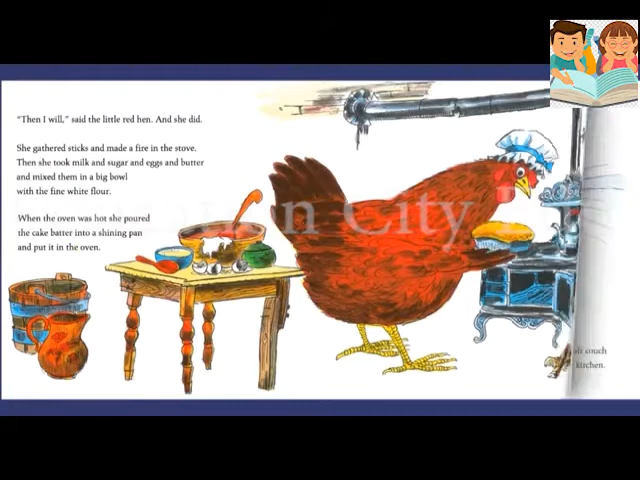 "Then I will," said the little red hen. And she did.
She gathered sticks and made a fire in the stove.
Then she took milk and sugar and eggs and butter
and mixed them in a big bowl
with the fine white flour.
When the oven was hot she poured
the cake batter into a shining pan
and put it in the oven.
City
couch
kitchen.